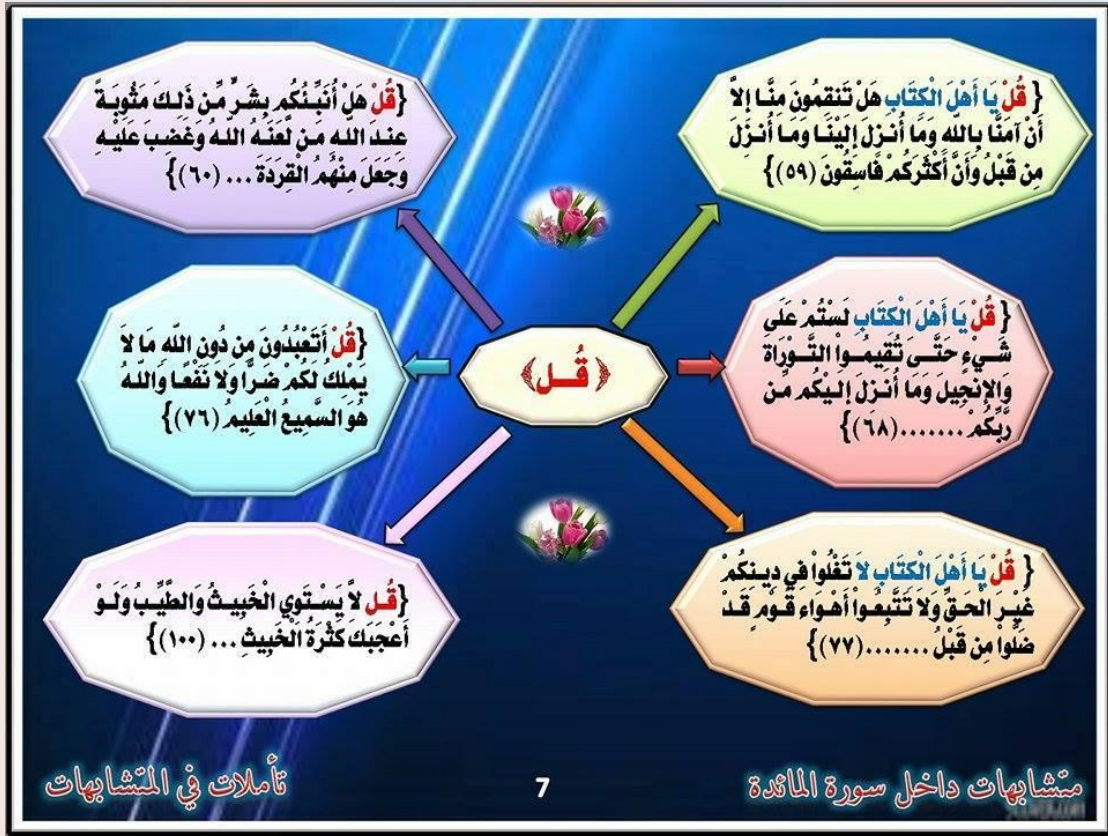 { قُلْ يَا أَهْلَ الْكِتَابِ هَلْ تَنقِمُونَ مِنَّا إِلاَّ
أَنْ آمَنَّا بِاللّهِ وَمَا أُنزِلَ إِلَيْنَا وَمَا أُنزِلَ
مِن قَبْلُ وَأَنَّ أَكْثَرَكُمْ فَاسِقُونَ (٥٩)}
{قُلْ هَلْ أُنَبِّئُكُم بِشَرٍّ مِّن ذَلِكَ مَثُوبَةً
عِندَ اللّهِ مَن لَّعَنَهُ اللّهُ وَغَضِبَ عَلَيْهِ
وَجَعَلَ مِنْهُمُ الْقِرَدَةَ ... (٦٠)}
{ قُلْ يَا أَهْلَ الْكِتَابِ لَسْتُمْ عَلَى
شَيْءٍ حَتَّىَ تُقِيمُواْ التَّوْرَاةَ
وَالإِنجِيلَ وَمَا أُنزِلَ إِلَيْكُم مِّن
رَّبِّكُمْ .......(٦٨)}
﴿ قُل ﴾
{قُلْ أَتَعْبُدُونَ مِن دُونِ اللّهِ مَا لاَ
يَمْلِكُ لَكُمْ ضَرًّا وَلاَ نَفْعًا وَاللّهُ
هُوَ السَّمِيعُ الْعَلِيمُ (٧٦)}
{ قُلْ يَا أَهْلَ الْكِتَابِ لاَ تَغْلُواْ فِي دِينِكُمْ
غَيْرَ الْحَقِّ وَلاَ تَتَّبِعُواْ أَهْوَاء قَوْمٍ قَدْ
ضَلُّواْ مِن قَبْلُ .......(٧٧)}
{قُل لاَّ يَسْتَوِي الْخَبِيثُ وَالطَّيِّبُ وَلَوْ
أَعْجَبَكَ كَثْرَةُ الْخَبِيثِ ... (١٠٠)}
متشابهات داخل سورة المائدة
7
تأملات في المتشابهات